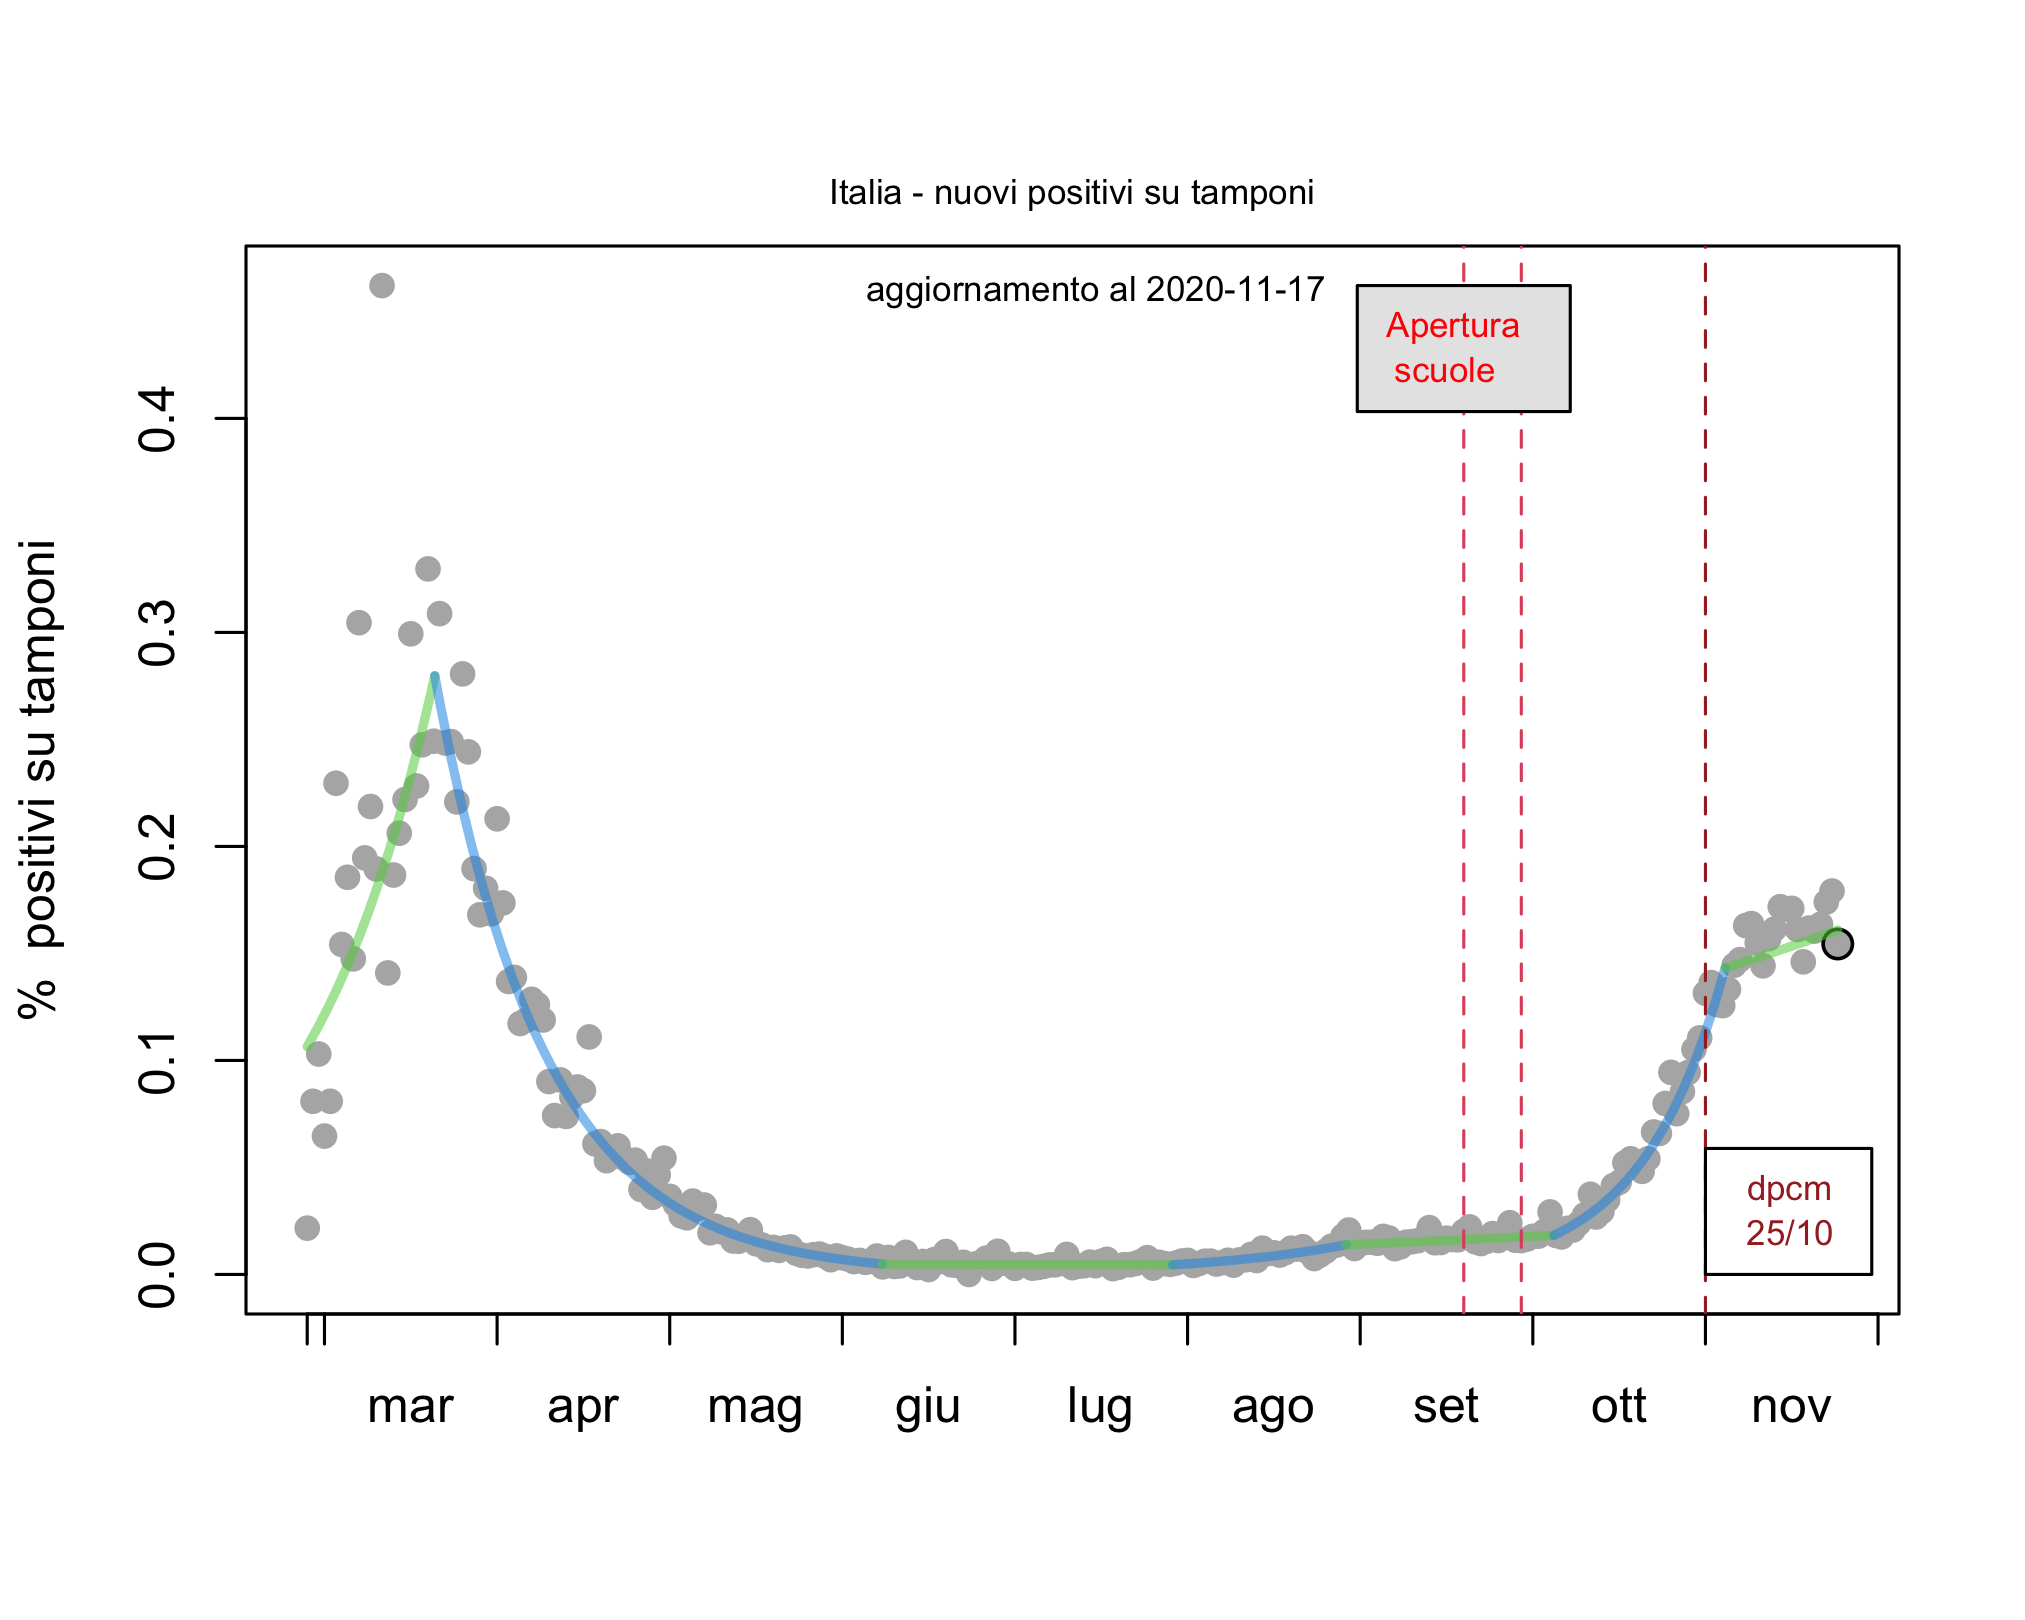 Italia - nuovi positivi su tamponi
aggiornamento al 2020-11-17
Apertura
scuole
% positivi su tamponi
0.4
0.3
0.2
0.1
0.0
dpcm
25/10
mar apr mag giu lug ago set ott nov